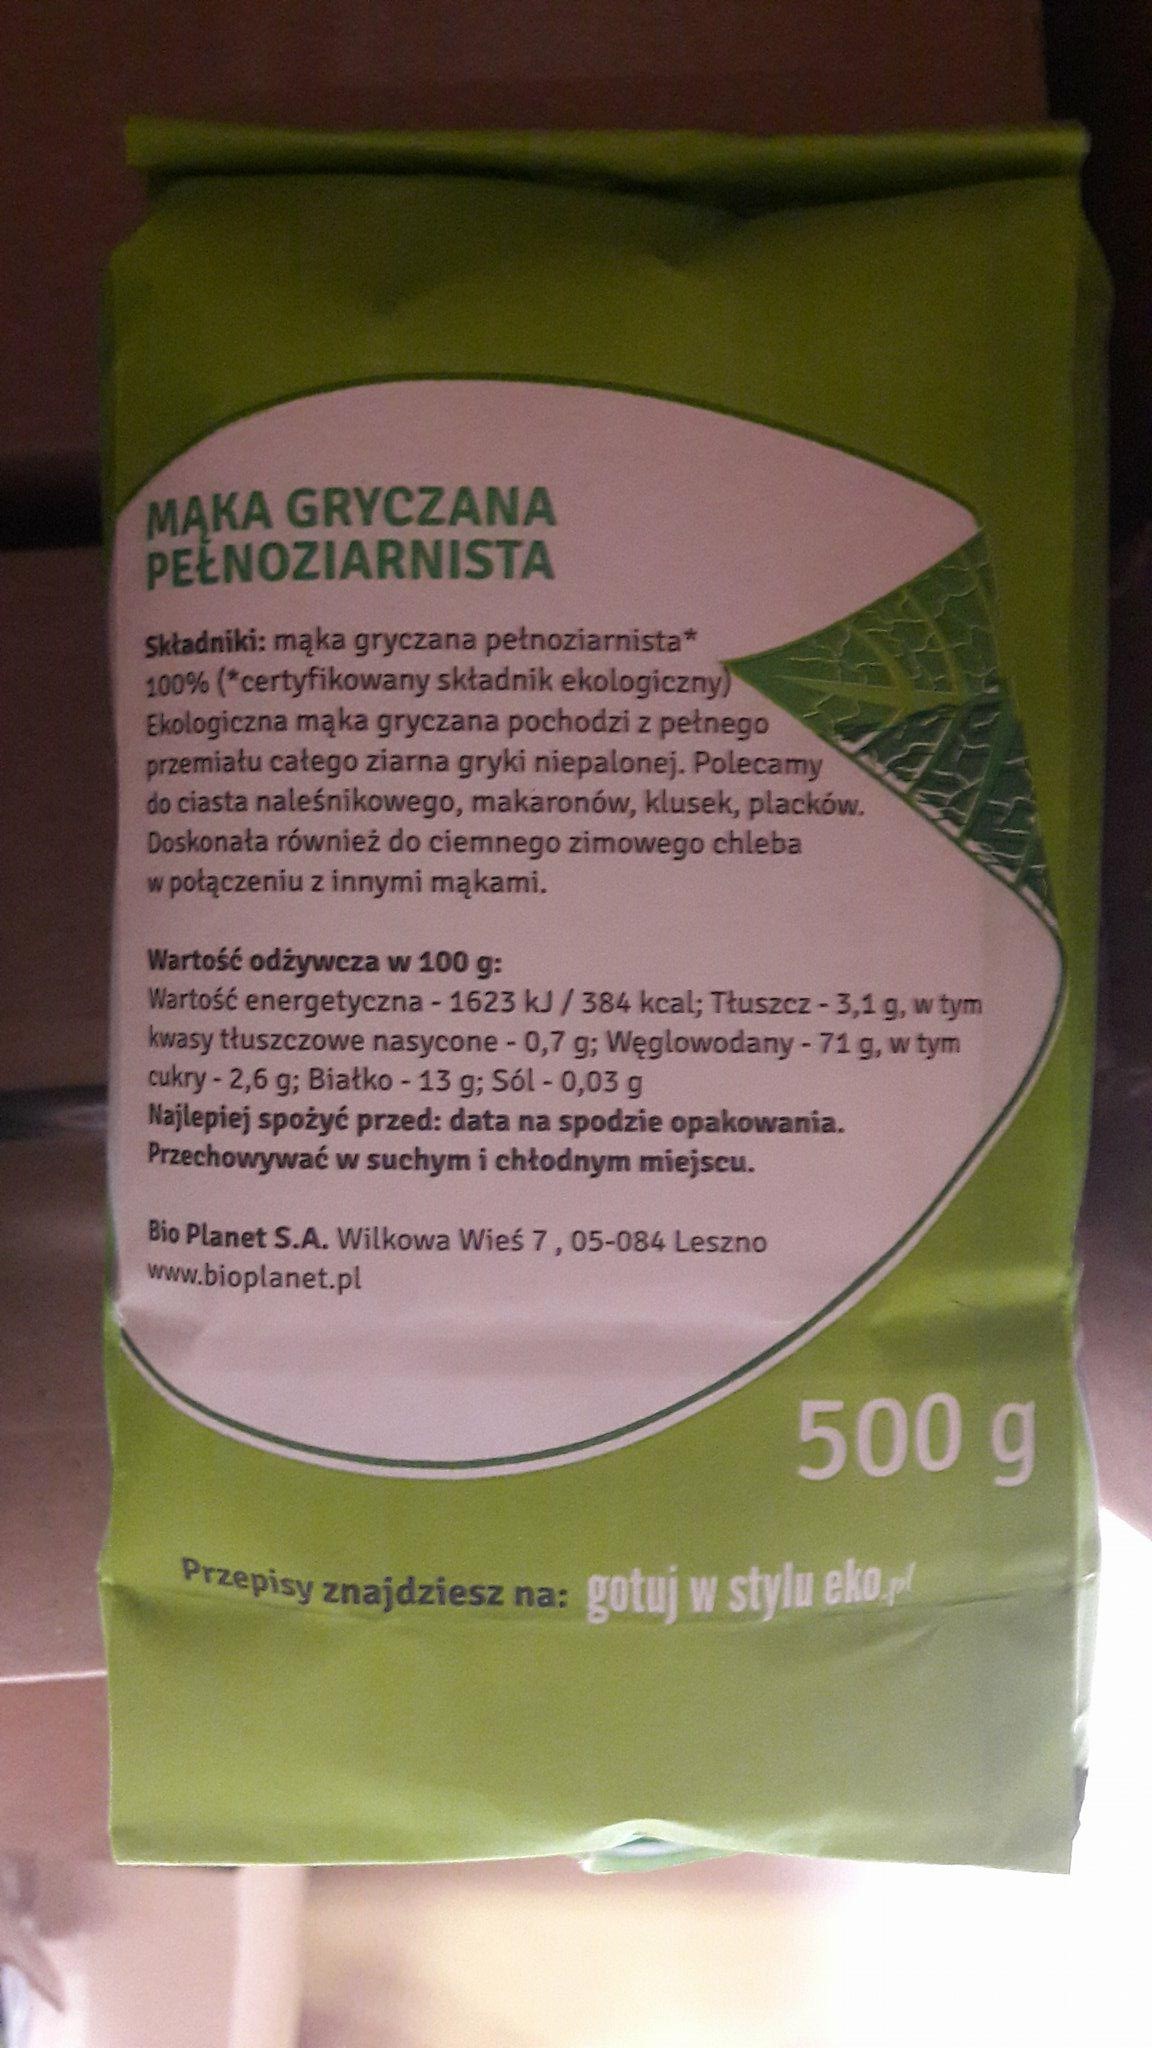 MĄKA GRYCZANA
PEŁNOZIARNISTA
Składniki: mąka gryczana pełnoziarnista*
100% (*certyfikowany składnik ekologiczny)
Ekologiczna mąka gryczana pochodzi z pełnego
przemiału całego ziarna gryki niepalonej. Polecamy
do ciasta naleśnikowego, makaronów, klusek, placków.
Doskonała również do ciemnego zimowego chleba
w połączeniu z innymi mąkami.
Wartość odżywcza w 100 g:
Wartość energetyczna - 1623 kJ / 384 kcal; Tłuszcz - 3,1 g, w tym
kwasy tłuszczowe nasycone - 0,7 g; Węglowodany - 71 g, w tym
cukry - 2,6 g; Białko - 13 g; Sól - 0,03 g
Najlepiej spożyć przed: data na spodzie opakowania.
Przechowywać w suchym i chłodnym miejscu.
Bio Planet S.A. Wilkowa Wieś 7 , 05-084 Leszno
www.bioplanet.pl
500 g
Przepisy znajdziesz na: gotuj w stylu eko.pl